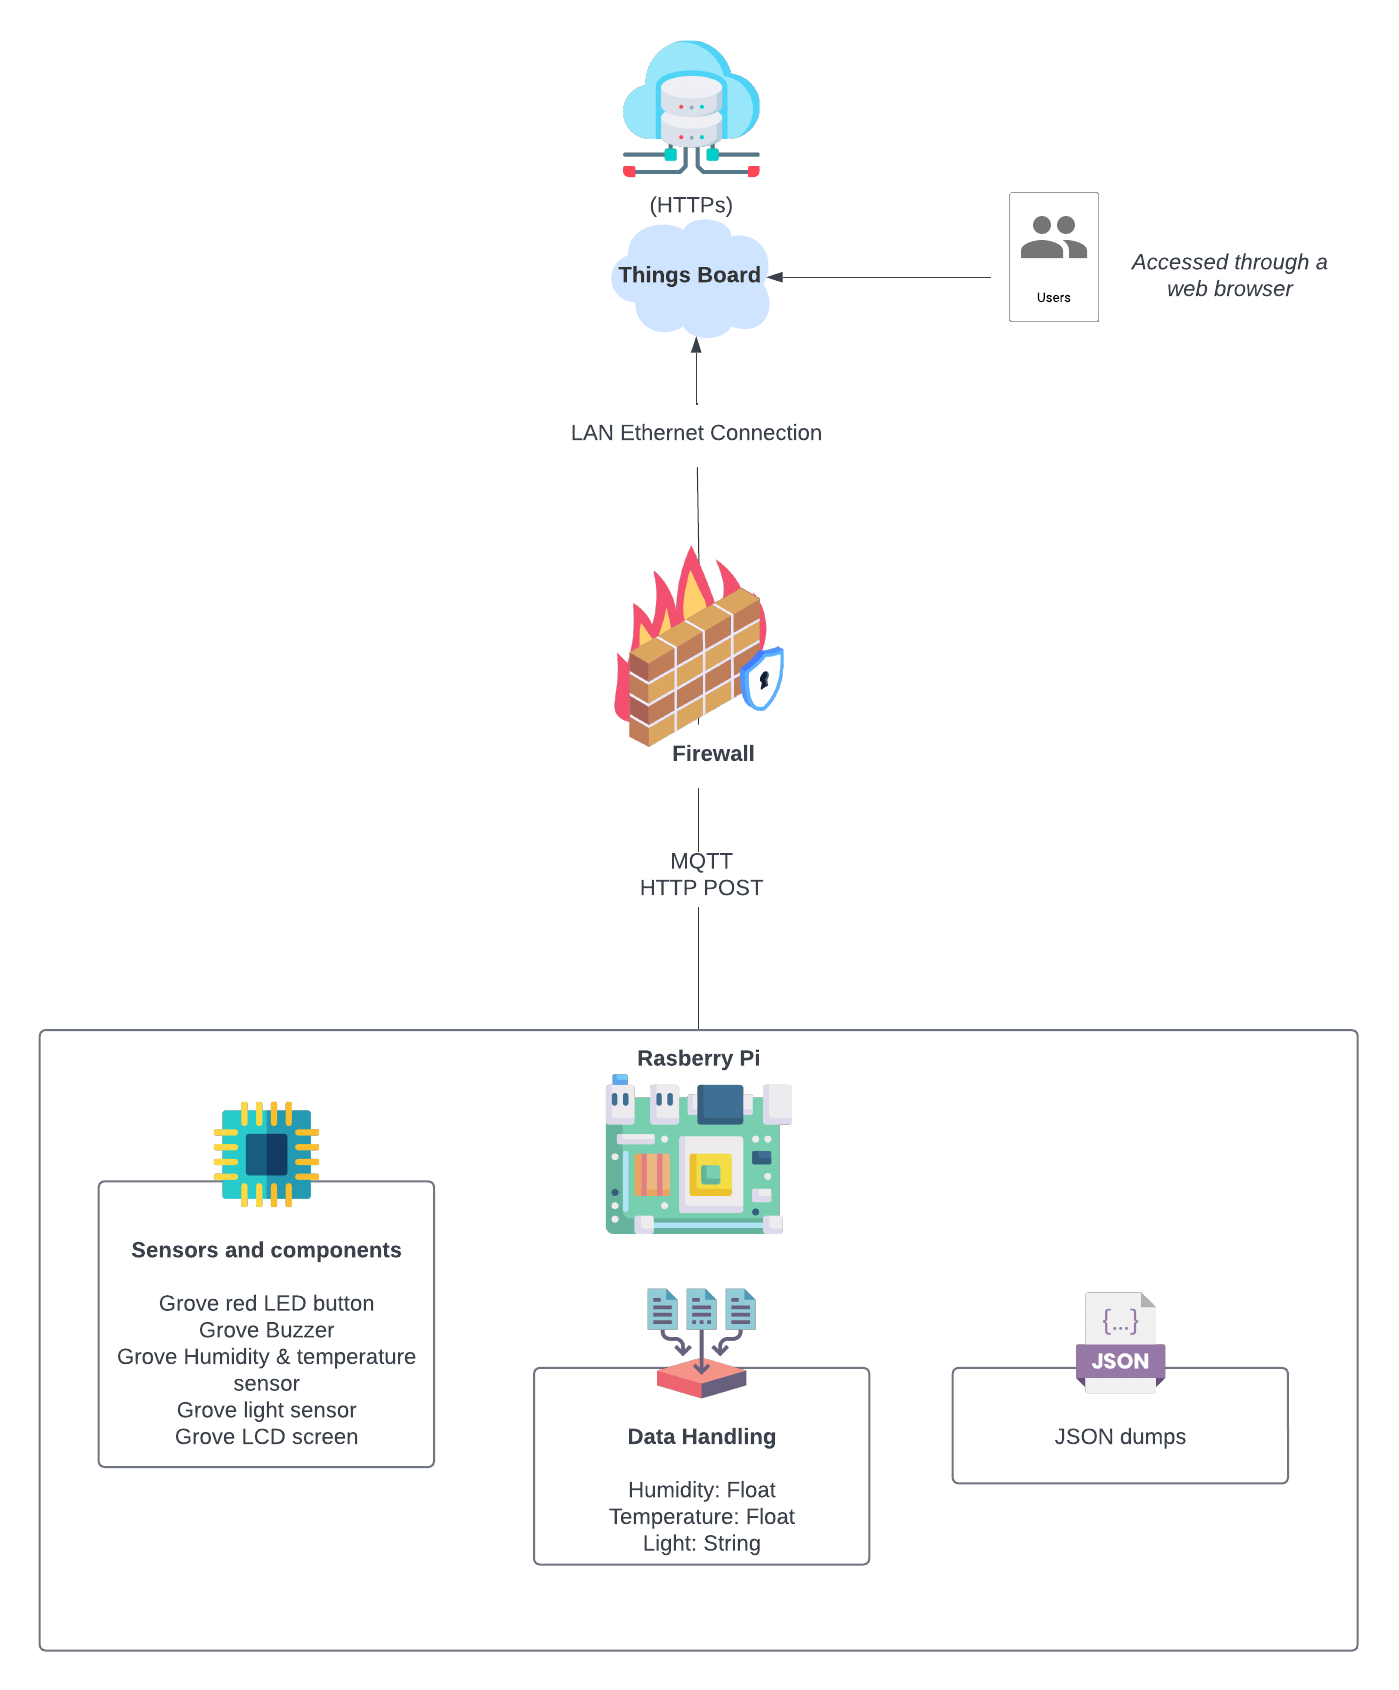 (HTTPs)
Things Board
Users
Accessed through a
web browser
LAN Ethernet Connection
Firewall
MQTT
HTTP POST
Rasberry Pi
Sensors and components
Grove red LED button
Grove Buzzer
Grove Humidity & temperature
sensor
Grove light sensor
Grove LCD screen
Data Handling
Humidity: Float
Temperature: Float
Light: String
{...}
JSON
JSON dumps